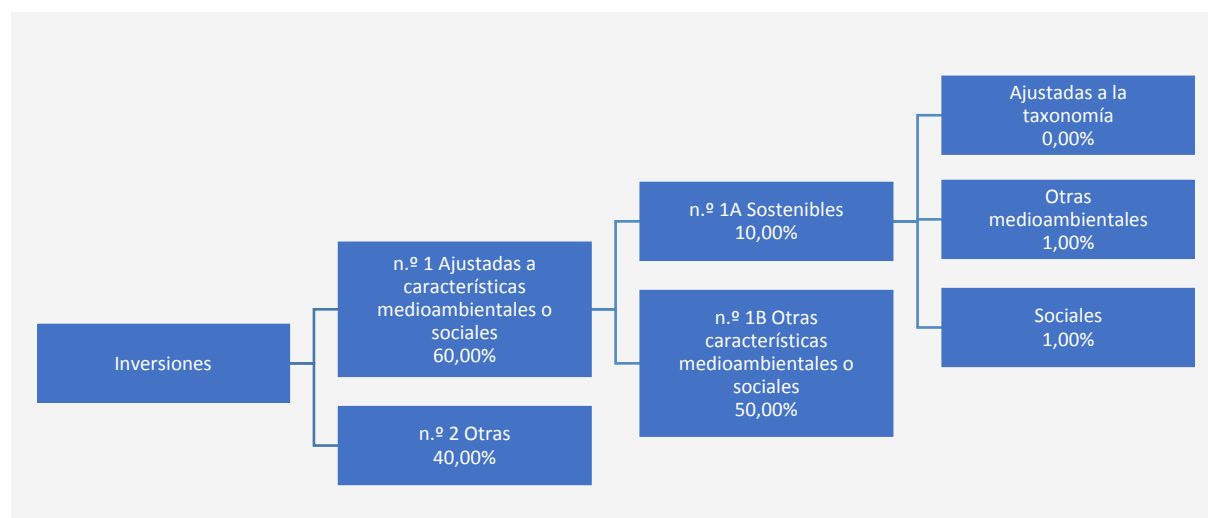 Inversiones
n.º 1 Ajustadas a
características
medioambientales o
sociales
60,00%
n.º 2 Otras
40,00%
n.º 1A Sostenibles
10,00%
n.º 1B Otras
características
medioambientales o
sociales
50,00%
Ajustadas a la
taxonomía
0,00%
Otras
medioambientales
1,00%
Sociales
1,00%